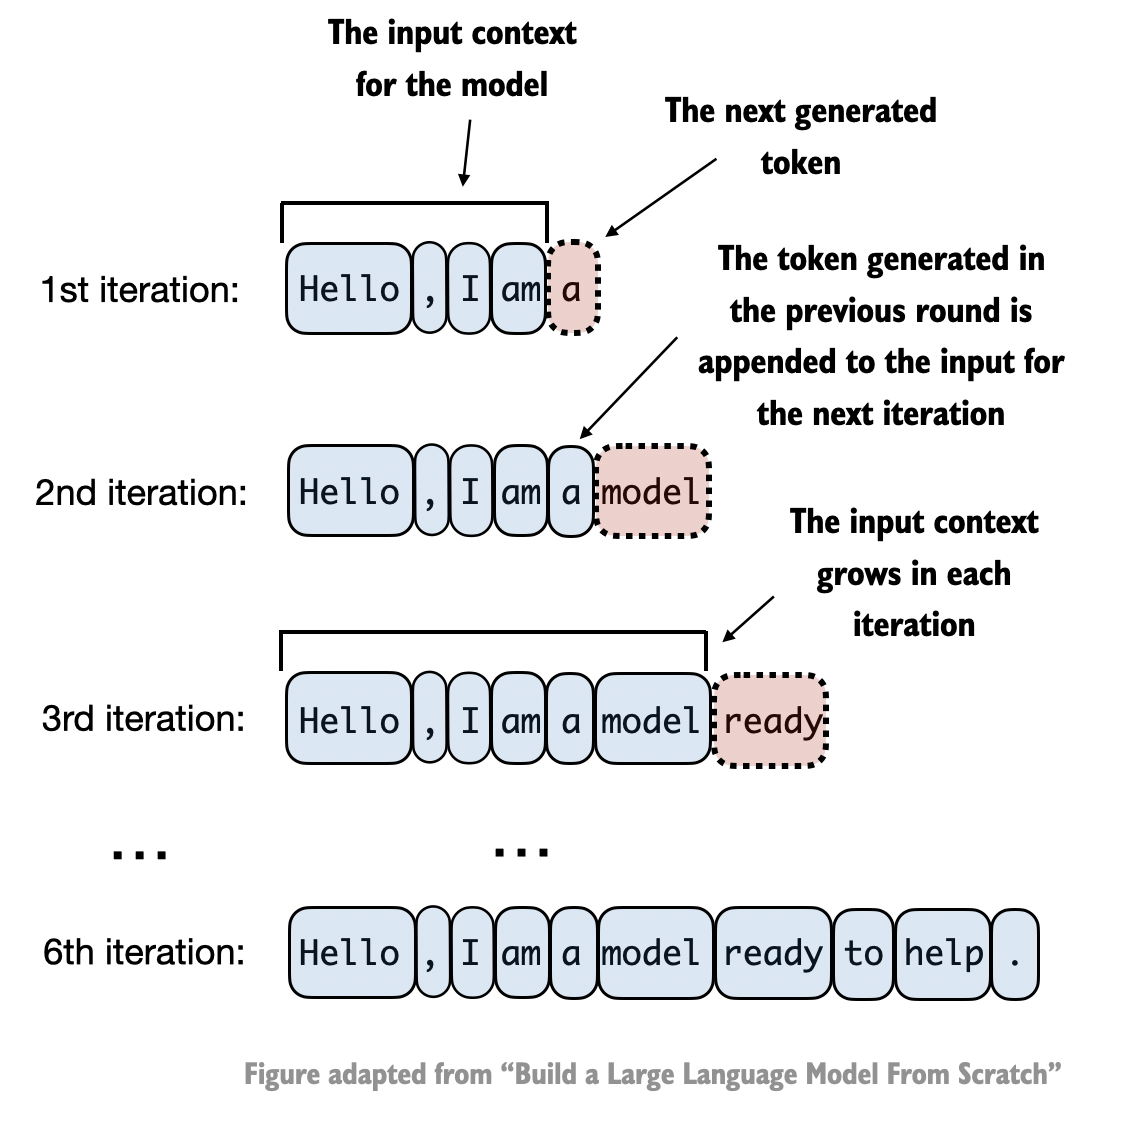 The input context
for the model
The next generated
token
1st iteration: Hello , I am a
The token generated in
the previous round is
appended to the input for
the next iteration
2nd iteration: Hello , I am a model
The input context
grows in each
iteration
3rd iteration: Hello , I am a model ready
... ...
6th iteration: Hello , I am a model ready to help .
Figure adapted from “Build a Large Language Model From Scratch”